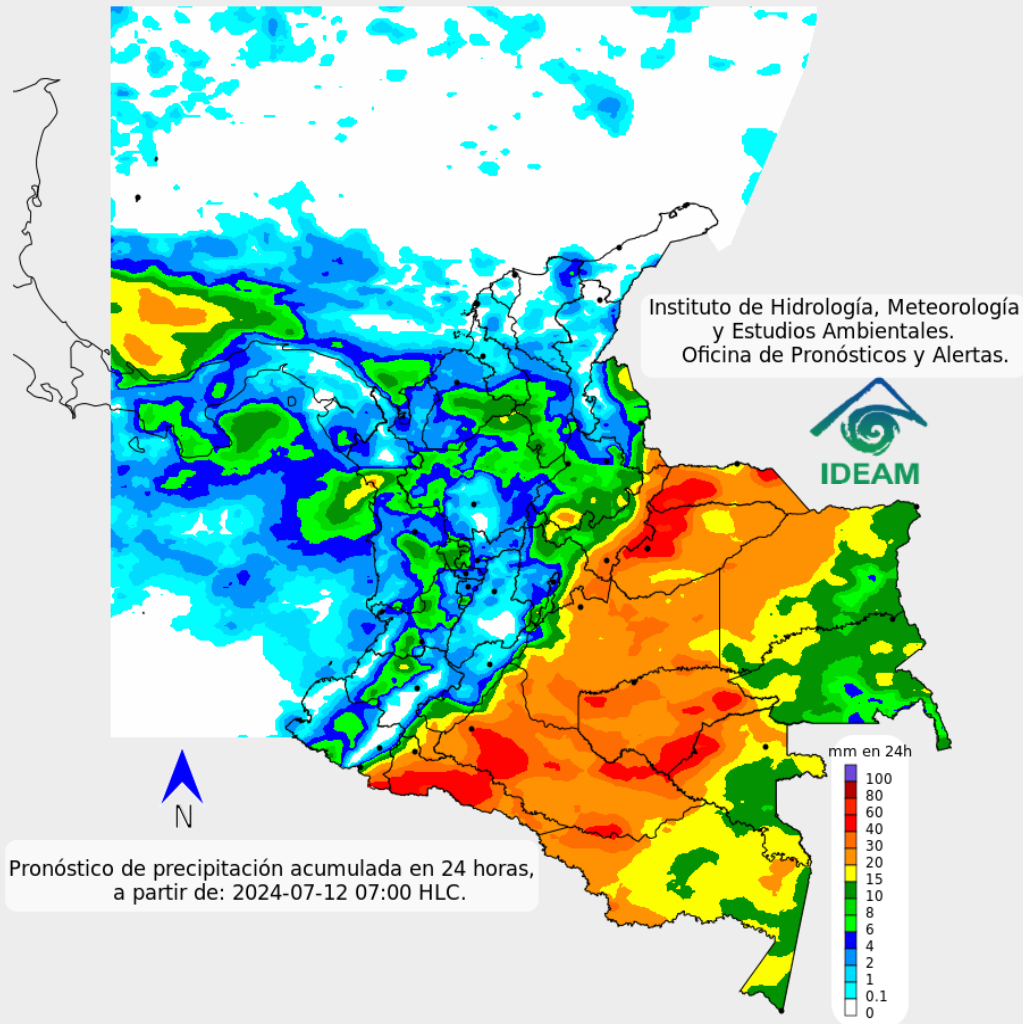 Instituto de Hidrología, Meteorología
y Estudios Ambientales.
Oficina de Pronósticos y Alertas.
IDEAM
D
mm en 24h
100
80
60
40
30
20
15
10
8
6
4
2
1
0.1
0
N
Pronóstico de precipitación acumulada en 24 horas,
a partir de: 2024-07-12 07:00 HLC.